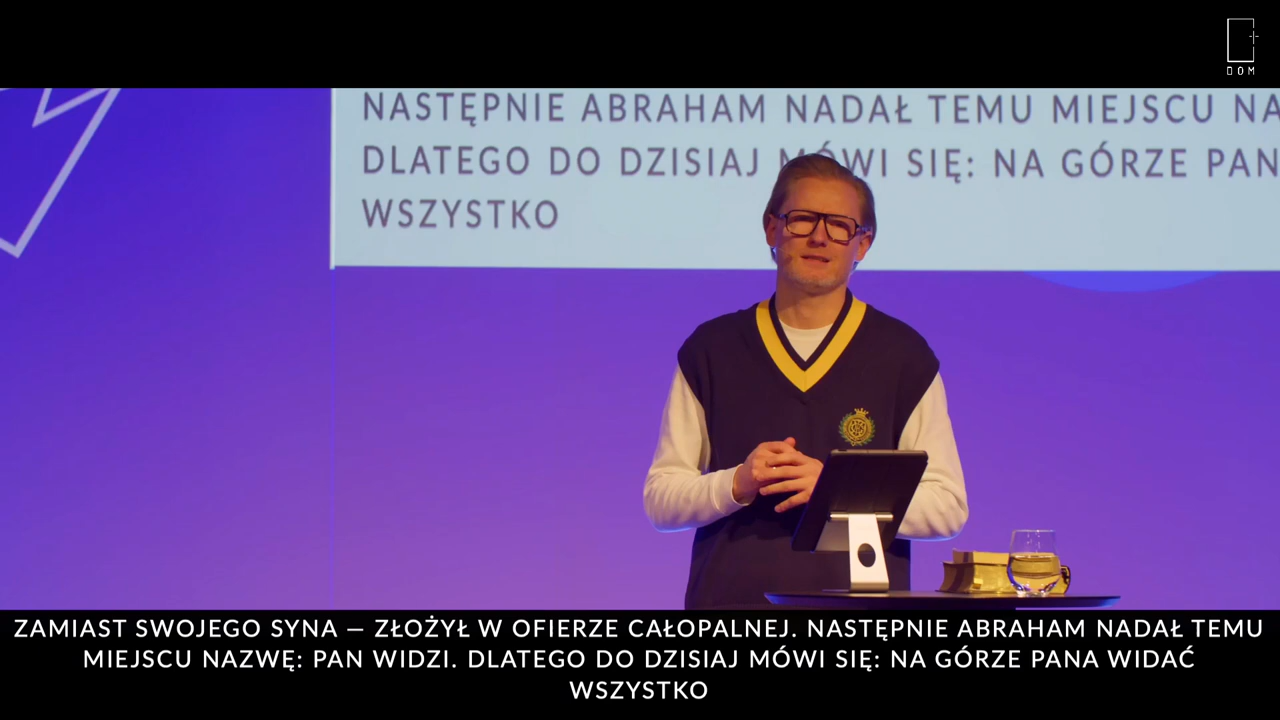 DOM
NASTĘPNIE ABRAHAM NADAŁ TEMU MIEJSCU NA
DLATEGO DO DZISIAJ MÓWI SIĘ: NA GÓRZE PAN
WSZYSTKO
ZAMIAST SWOJEGO SYNA — ZŁOŻYŁ W OFIERZE CAŁOPALNEJ. NASTĘPNIE ABRAHAM NADAŁ TEMU
MIEJSCU NAZWĘ: PAN WIDZI. DLATEGO DO DZISIAJ MÓWI SIĘ: NA GÓRZE PANA WIDAĆ
WSZYSTKO